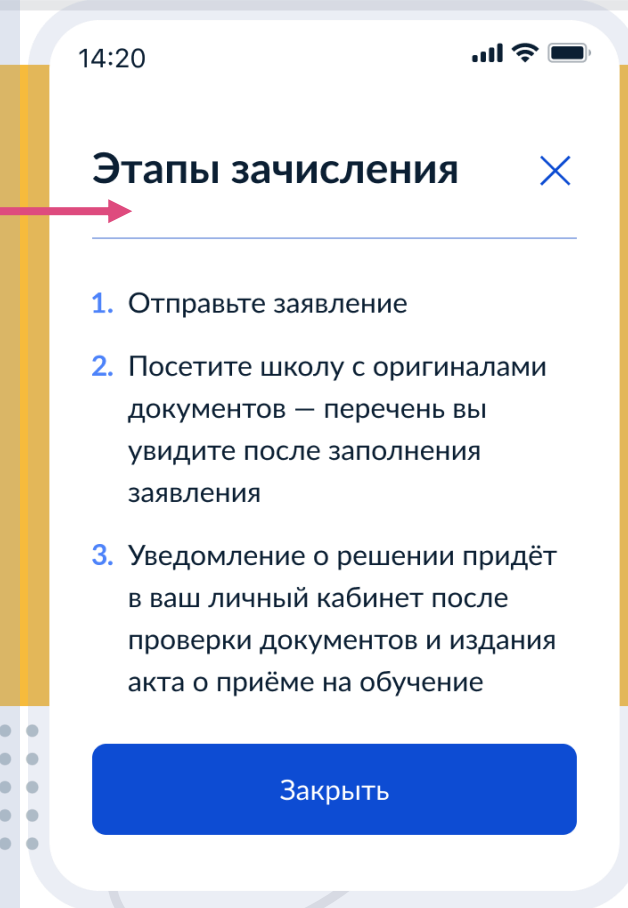 14:20
Этапы зачисления
1. Отправьте заявление
2. Посетите школу с оригиналами
документов — перечень вы
увидите после заполнения
заявления
3. Уведомление о решении придёт
в ваш личный кабинет после
проверки документов и издания
акта о приёме на обучение
Закрыть